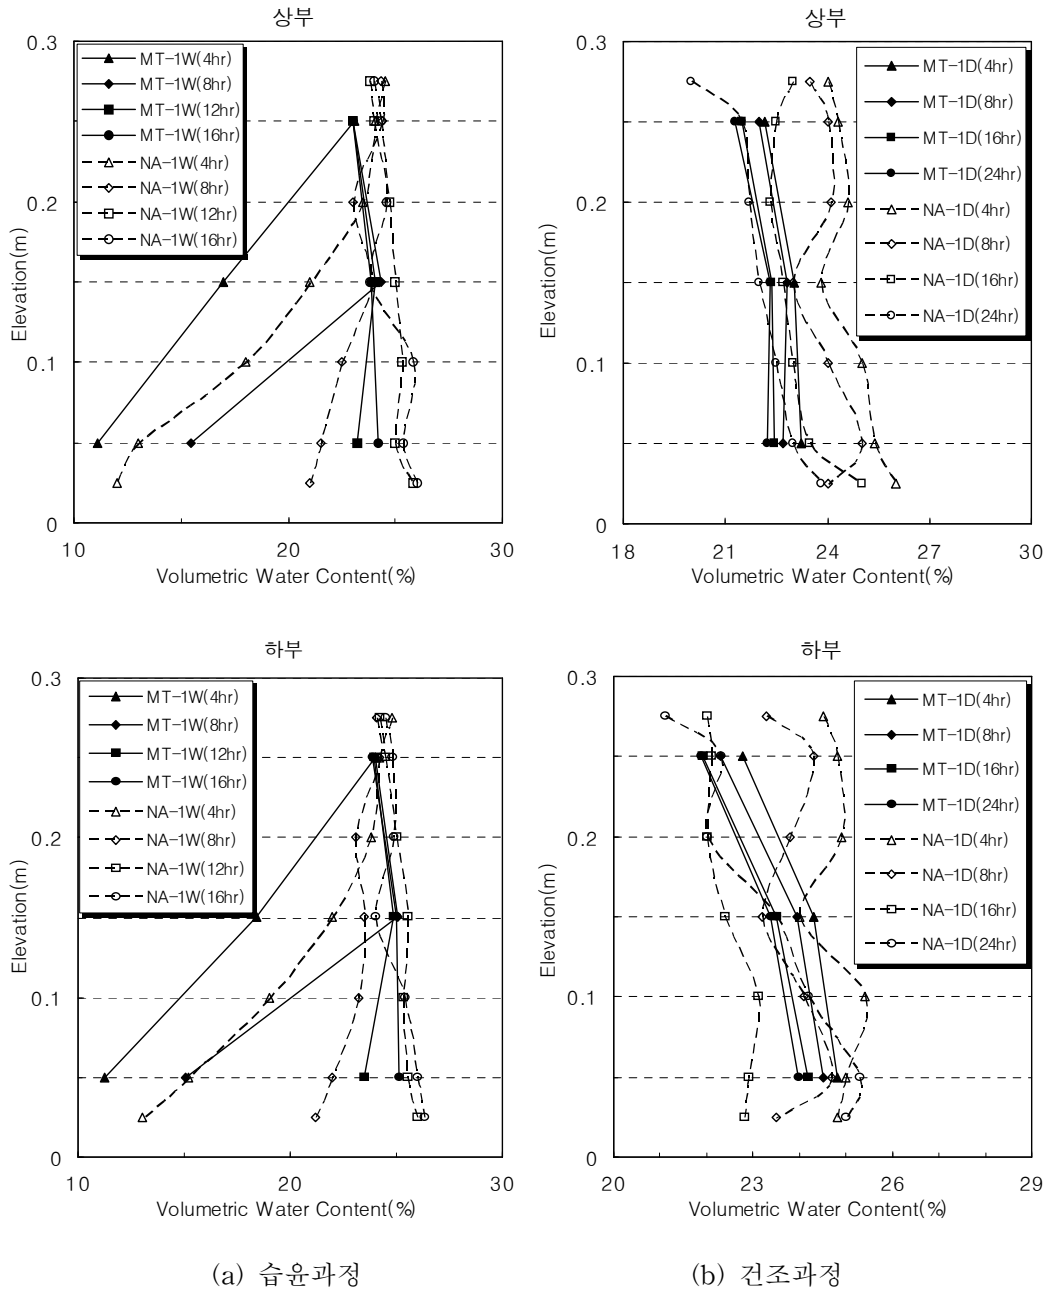 상부
0.3
0.2
0.1
0
Elevation(m)
MT-1W(4hr)
MT-1W(8hr)
MT-1W(12hr)
MT-1W(16hr)
NA-1W(4hr)
NA-1W(8hr)
NA-1W(12hr)
NA-1W(16hr)
10 20 30
Volumetric Water Content(%)
상부
0.3
0.2
0.1
0
Elevation(m)
MT-1D(4hr)
MT-1D(8hr)
MT-1D(16hr)
MT-1D(24hr)
NA-1D(4hr)
NA-1D(8hr)
NA-1D(16hr)
NA-1D(24hr)
18 21 24 27 30
Volumetric Water Content(%)
하부
0.3
0.2
0.1
0
Elevation(m)
MT-1W(4hr)
MT-1W(8hr)
MT-1W(12hr)
MT-1W(16hr)
NA-1W(4hr)
NA-1W(8hr)
NA-1W(12hr)
NA-1W(16hr)
10 20 30
Volumetric Water Content(%)
하부
0.3
0.2
0.1
0
Elevation(m)
MT-1D(4hr)
MT-1D(8hr)
MT-1D(16hr)
MT-1D(24hr)
NA-1D(4hr)
NA-1D(8hr)
NA-1D(16hr)
NA-1D(24hr)
20 23 26 29
Volumetric Water Content(%)
(a) 습윤과정
(b) 건조과정